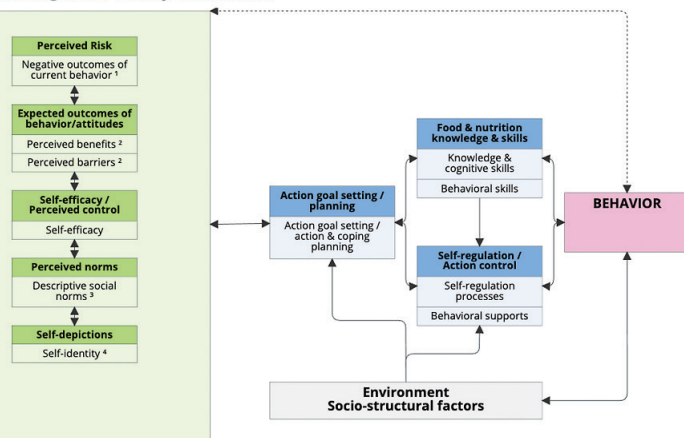 Perceived Risk
Negative outcomes of
current behavior ¹
Expected outcomes of
behavior/attitudes
Perceived benefits ²
Perceived barriers ²
Self-efficacy /
Perceived control
Self-efficacy
Perceived norms
Descriptive social
norms ³
Self-depictions
Self-identity ⁴
Action goal setting /
planning
Action goal setting /
action & coping
planning
Food & nutrition
knowledge & skills
Knowledge &
cognitive skills
Behavioral skills
Self-regulation /
Action control
Self-regulation
processes
Behavioral supports
BEHAVIOR
Environment
Socio-structural factors